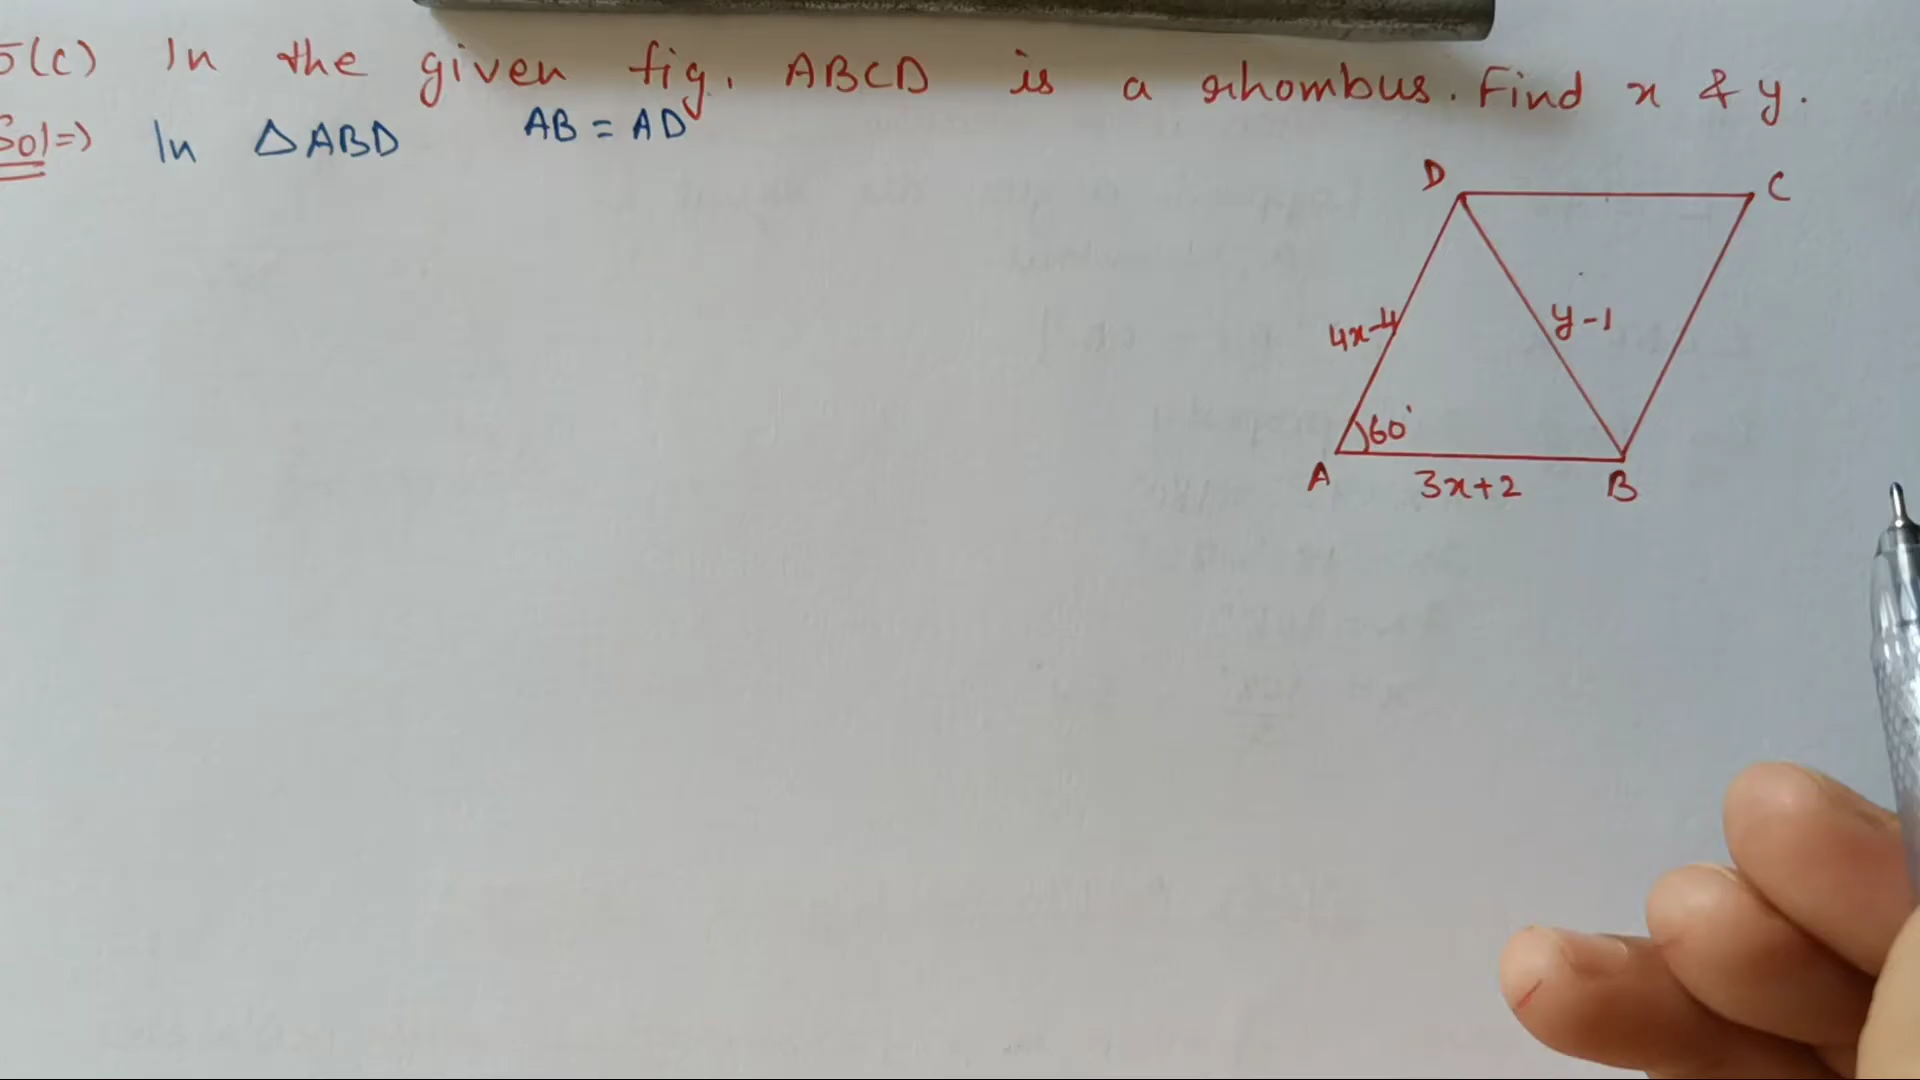 5(c) In the given fig. ABCD is a rhombus. Find x & y.
Sol=> In △ABD AB = AD
D
C
4x-4
y-1
60°
A
3x+2
B